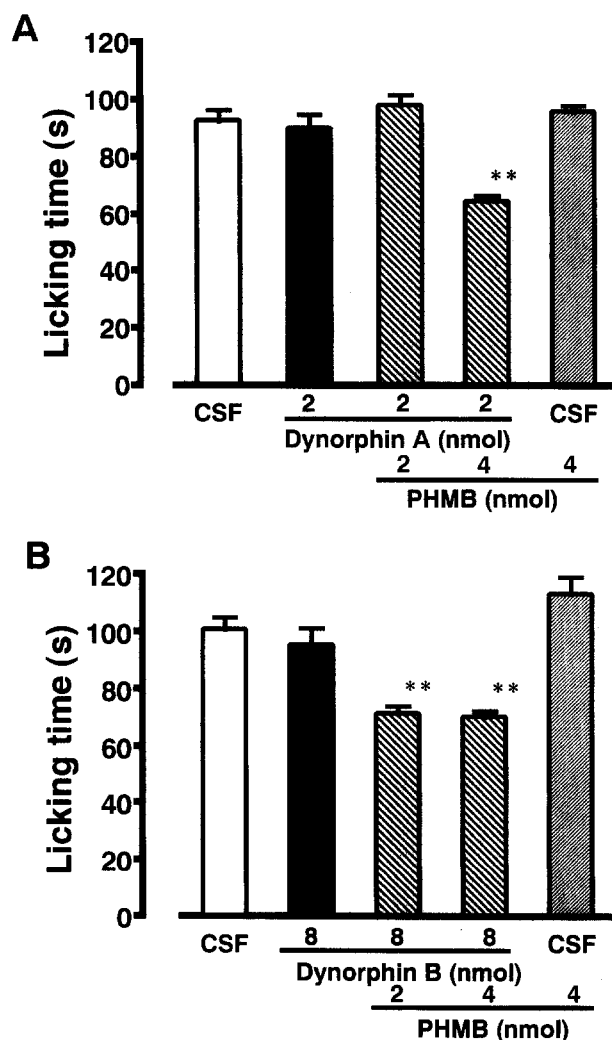 A
Licking time (s)
120
100
80
60
40
20
0
**
CSF
2 2 2
CSF
Dynorphin A (nmol)
2 4 4
PHMB (nmol)
B
Licking time (s)
120
100
80
60
40
20
0
** **
CSF
8 8 8
CSF
Dynorphin B (nmol)
2 4 4
PHMB (nmol)